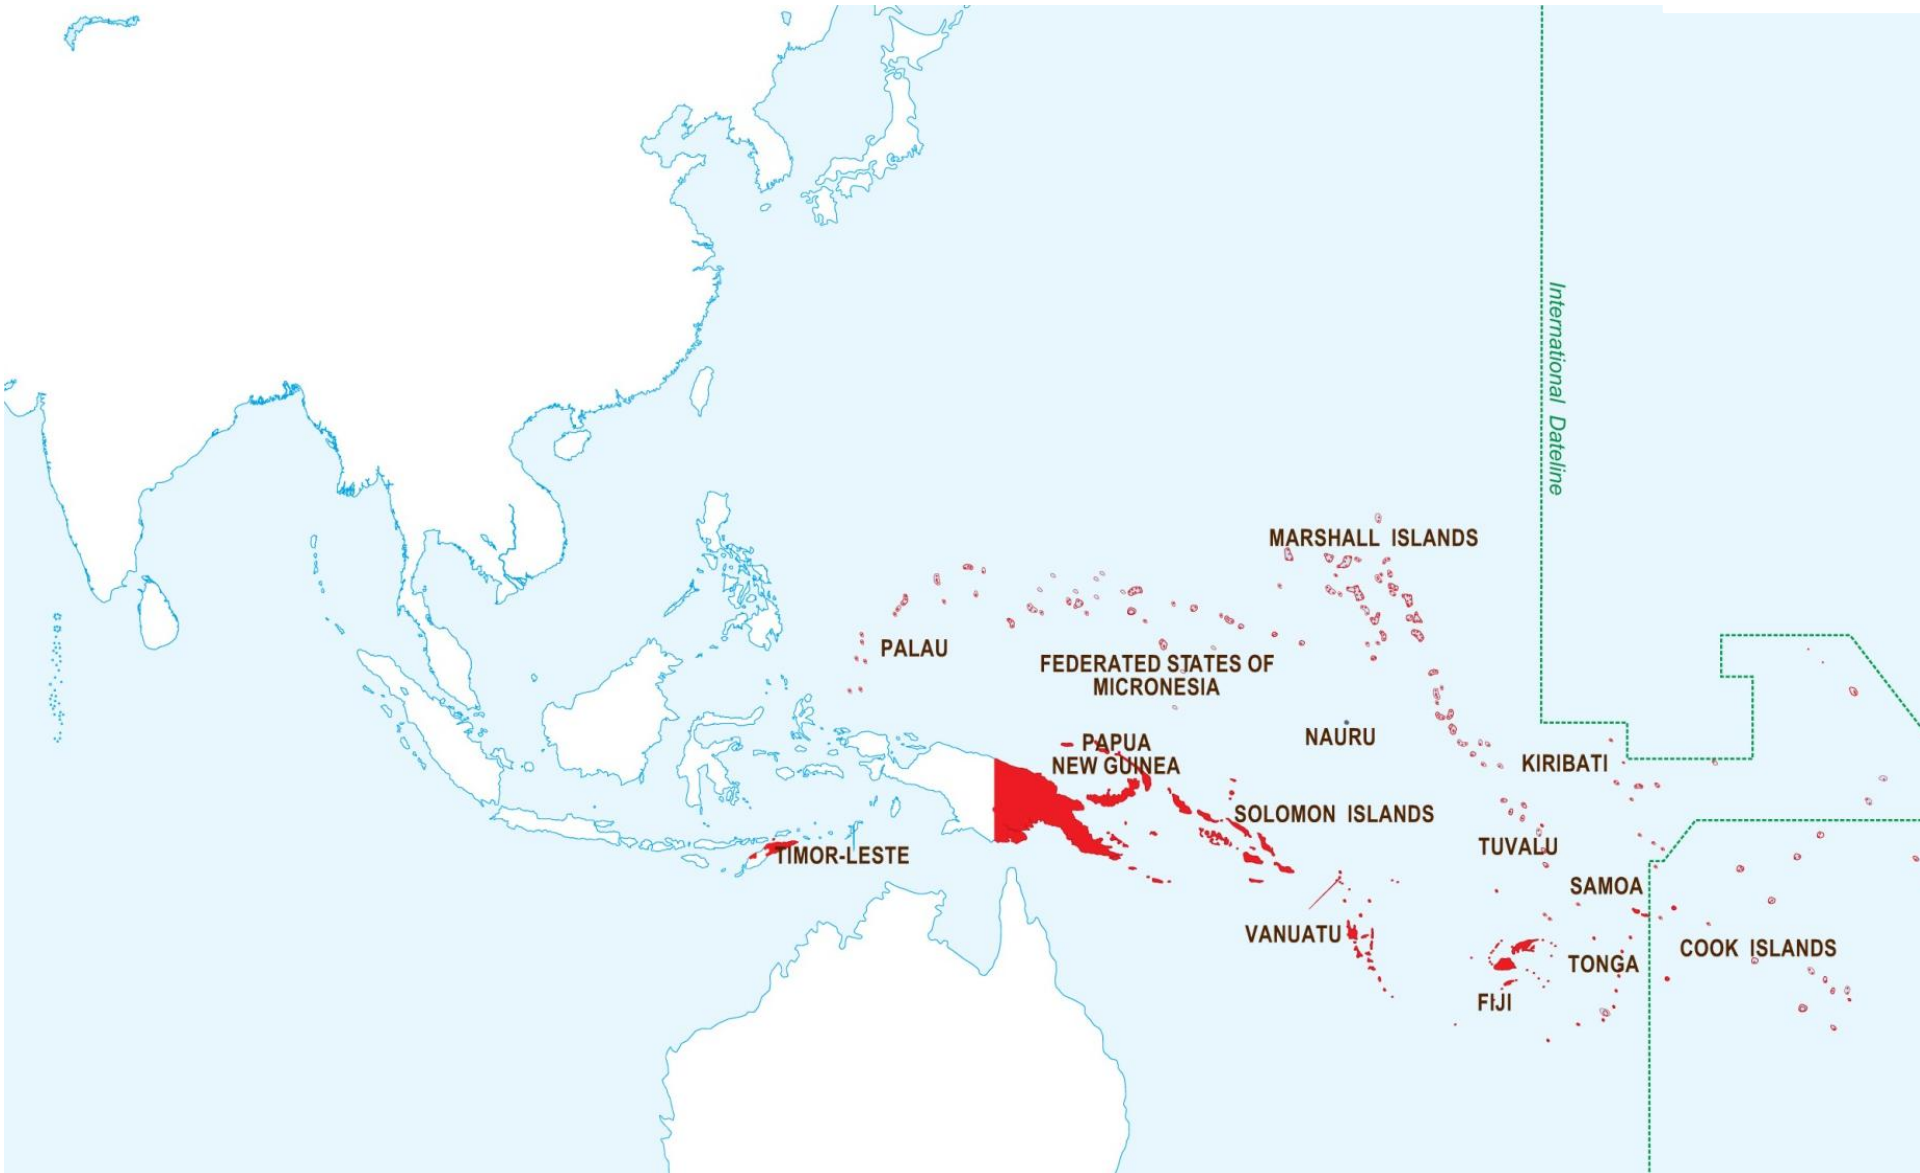 International Dateline
MARSHALL ISLANDS
PALAU
FEDERATED STATES OF
MICRONESIA
NAURU
PAPUA
NEW GUINEA
KIRIBATI
SOLOMON ISLANDS
TUVALU
TIMOR-LESTE
SAMOA
VANUATU
COOK ISLANDS
TONGA
FIJI